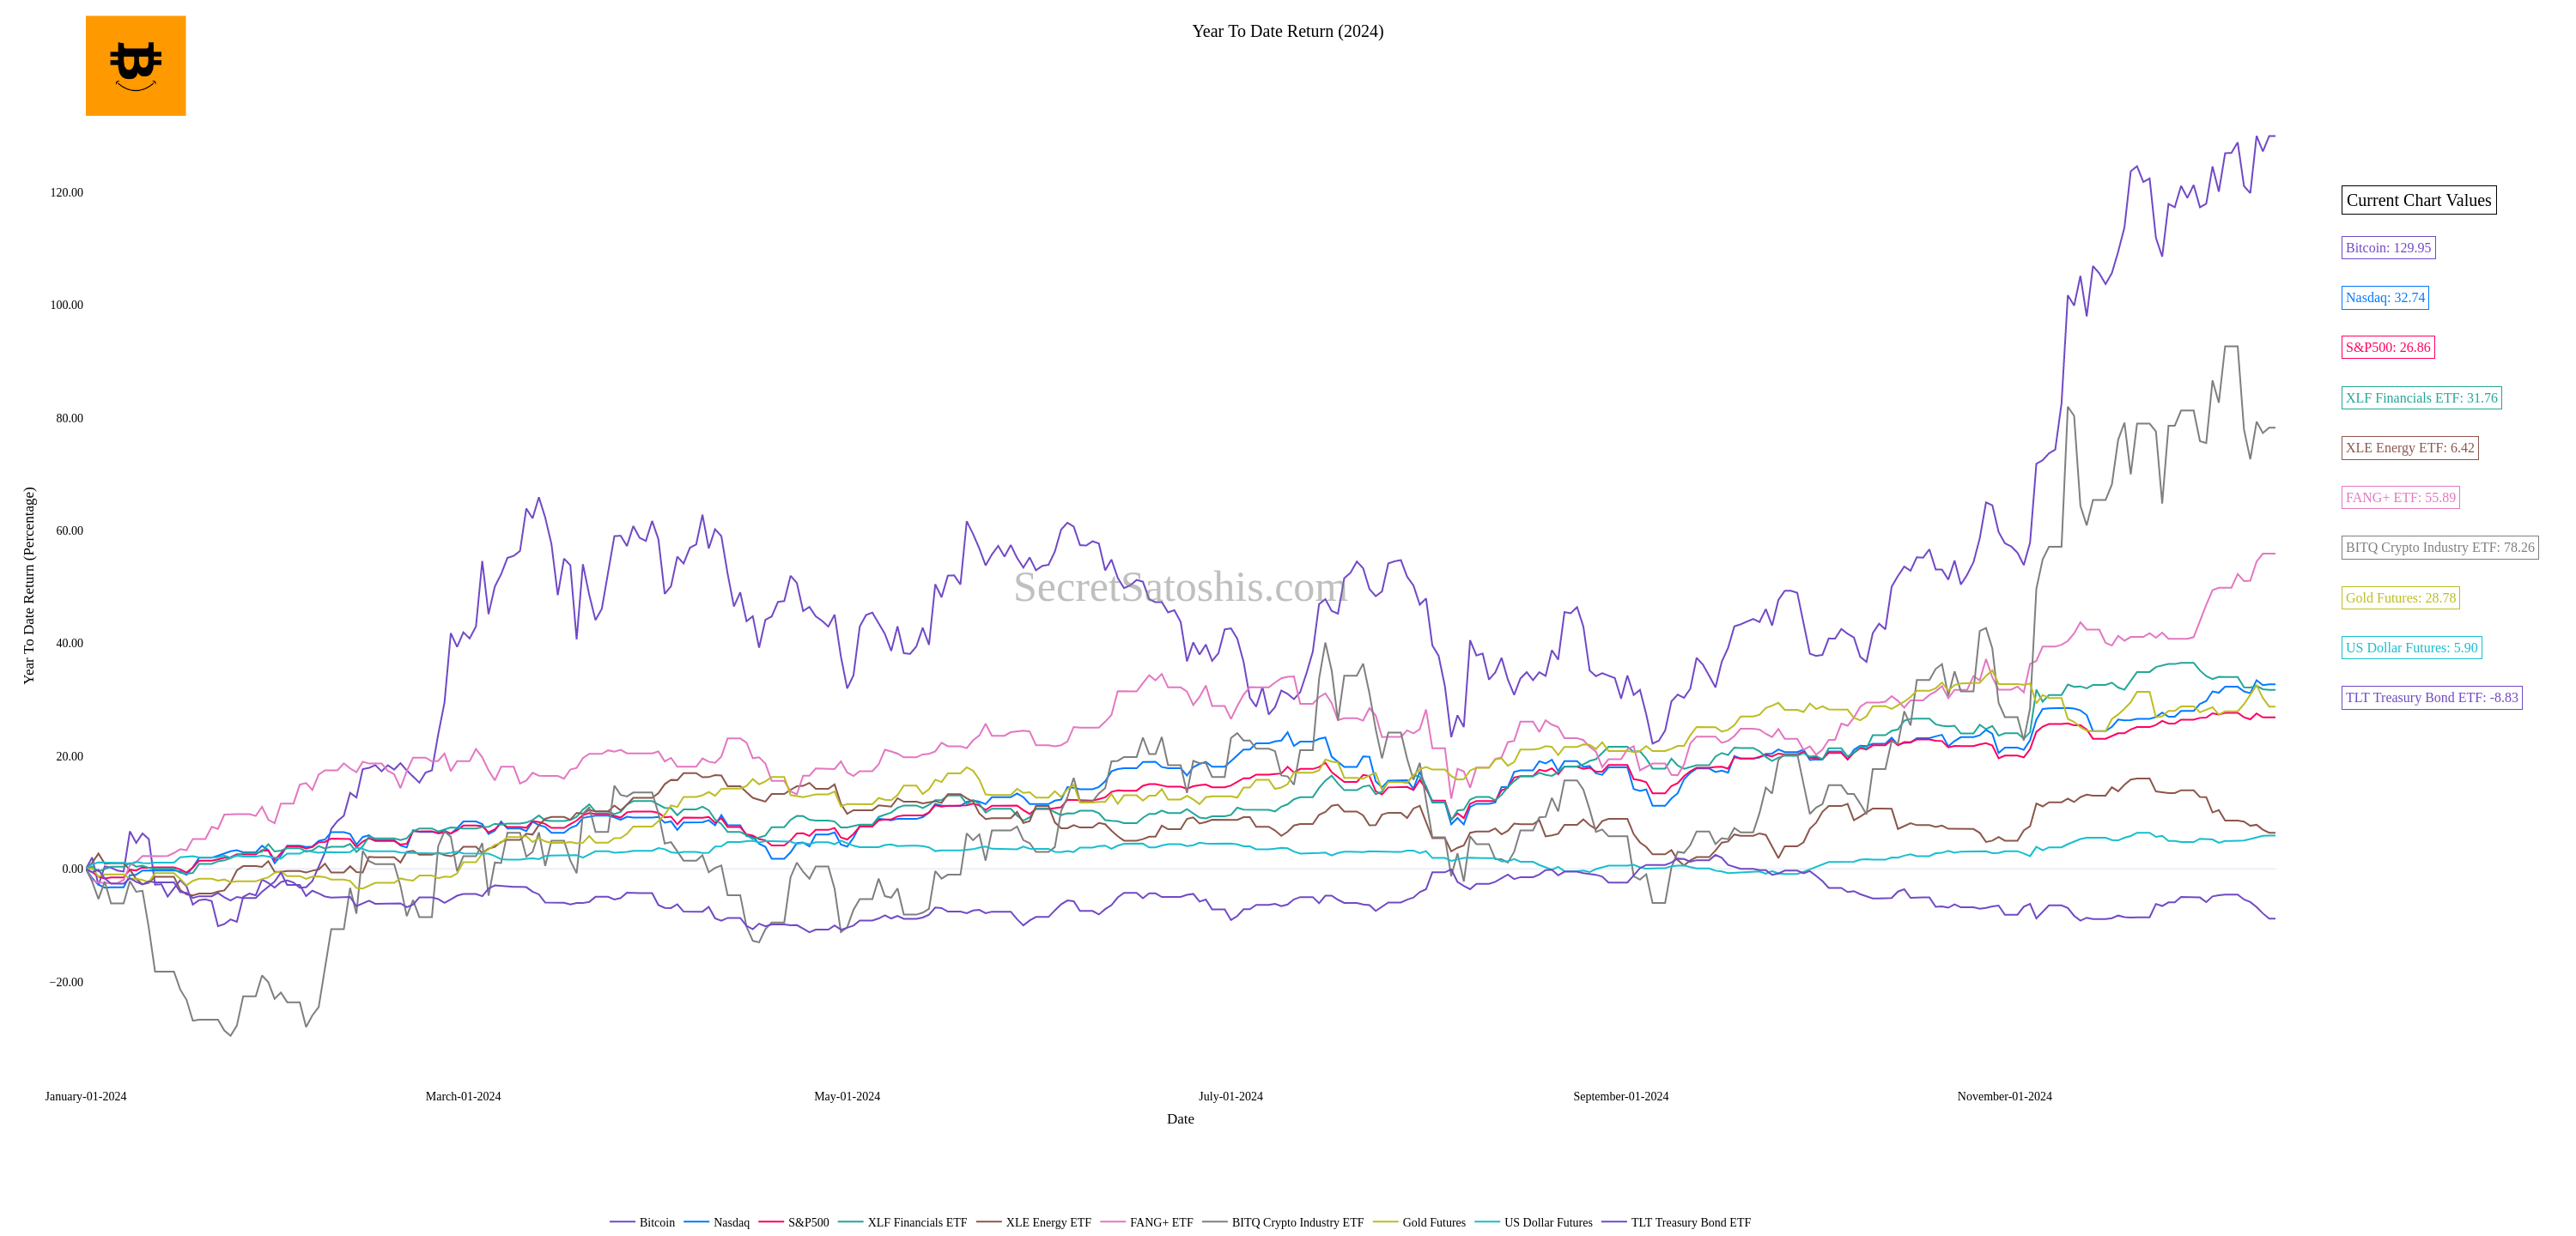 Year To Date Return (2024)
120.00
100.00
80.00
60.00
40.00
20.00
0.00
−20.00
Year To Date Return (Percentage)
SecretSatoshis.com
January-01-2024
March-01-2024
May-01-2024
July-01-2024
September-01-2024
November-01-2024
Date
Current Chart Values
Bitcoin: 129.95
Nasdaq: 32.74
S&P500: 26.86
XLF Financials ETF: 31.76
XLE Energy ETF: 6.42
FANG+ ETF: 55.89
BITQ Crypto Industry ETF: 78.26
Gold Futures: 28.78
US Dollar Futures: 5.90
TLT Treasury Bond ETF: -8.83
Bitcoin Nasdaq S&P500 XLF Financials ETF XLE Energy ETF FANG+ ETF BITQ Crypto Industry ETF Gold Futures US Dollar Futures TLT Treasury Bond ETF